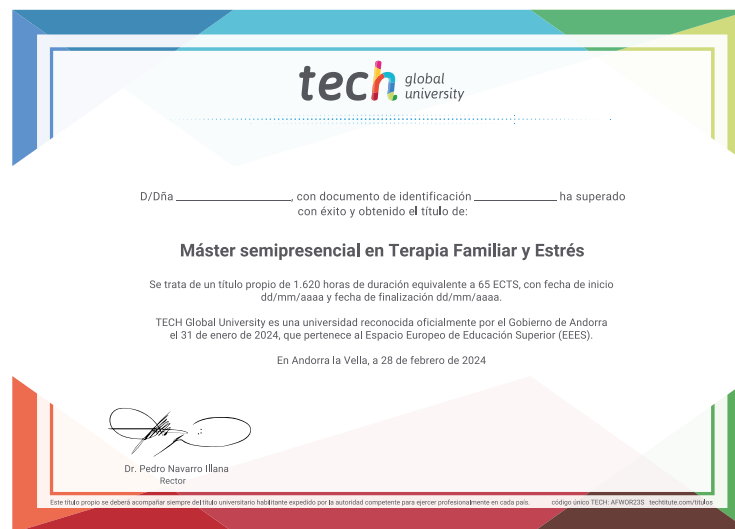 tech global university
D/Dña ______________, con documento de identificación ______________ ha superado
con éxito y obtenido el título de:
Máster semipresencial en Terapia Familiar y Estrés
Se trata de un título propio de 1.620 horas de duración equivalente a 65 ECTS, con fecha de inicio
dd/mm/aaaa y fecha de finalización dd/mm/aaaa.
TECH Global University es una universidad reconocida oficialmente por el Gobierno de Andorra
el 31 de enero de 2024, que pertenece al Espacio Europeo de Educación Superior (EEES).
En Andorra la Vella, a 28 de febrero de 2024
Dr. Pedro Navarro Illana
Rector
Este título propio se deberá acompañar siempre del título universitario habilitante expedido por la autoridad competente para ejercer profesionalmente en cada país. código único TECH: AFWOR23S techtitute.com/titulos